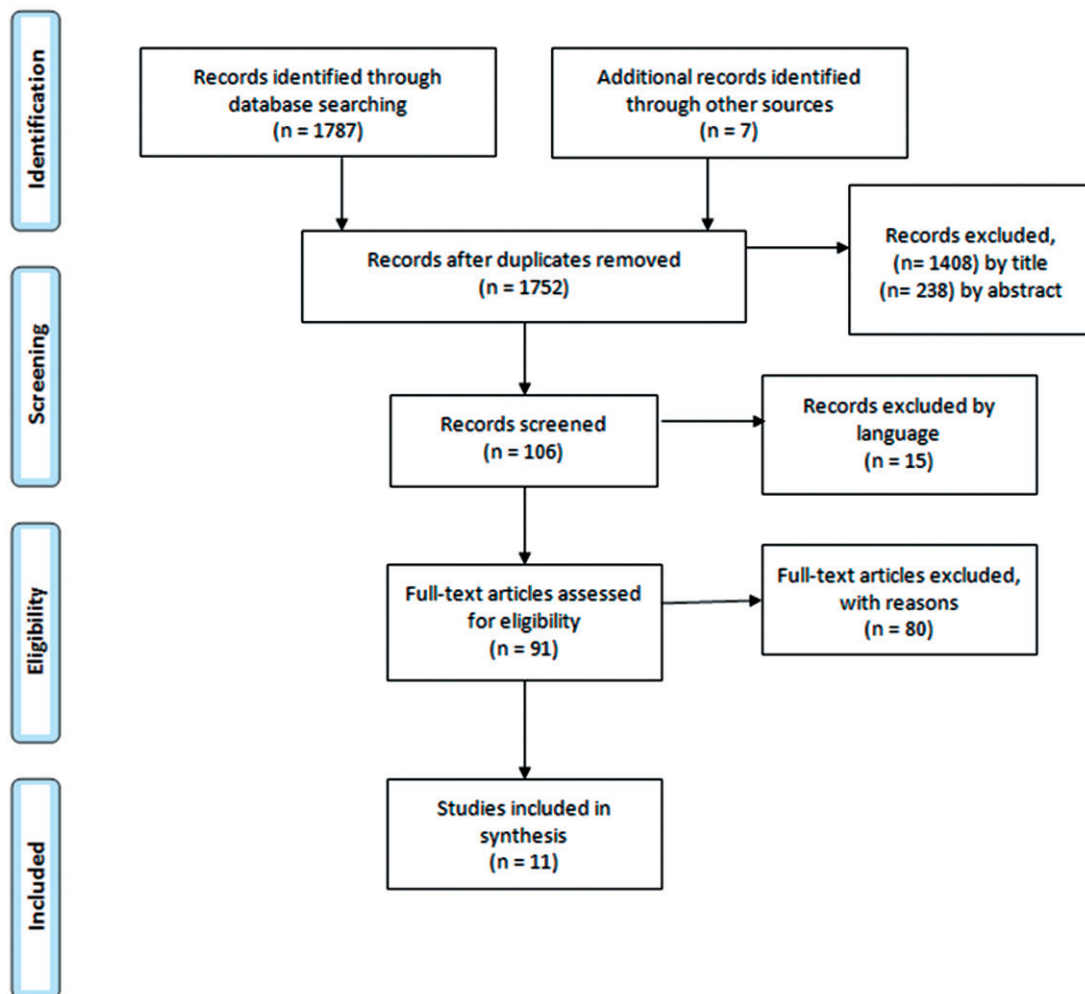 Identification
Records identified through
database searching
(n = 1787)
Additional records identified
through other sources
(n = 7)
Records after duplicates removed
(n = 1752)
Records excluded,
(n= 1408) by title
(n= 238) by abstract
Screening
Records screened
(n = 106)
Records excluded by
language
(n = 15)
Eligibility
Full-text articles assessed
for eligibility
(n = 91)
Full-text articles excluded,
with reasons
(n = 80)
Included
Studies included in
synthesis
(n = 11)